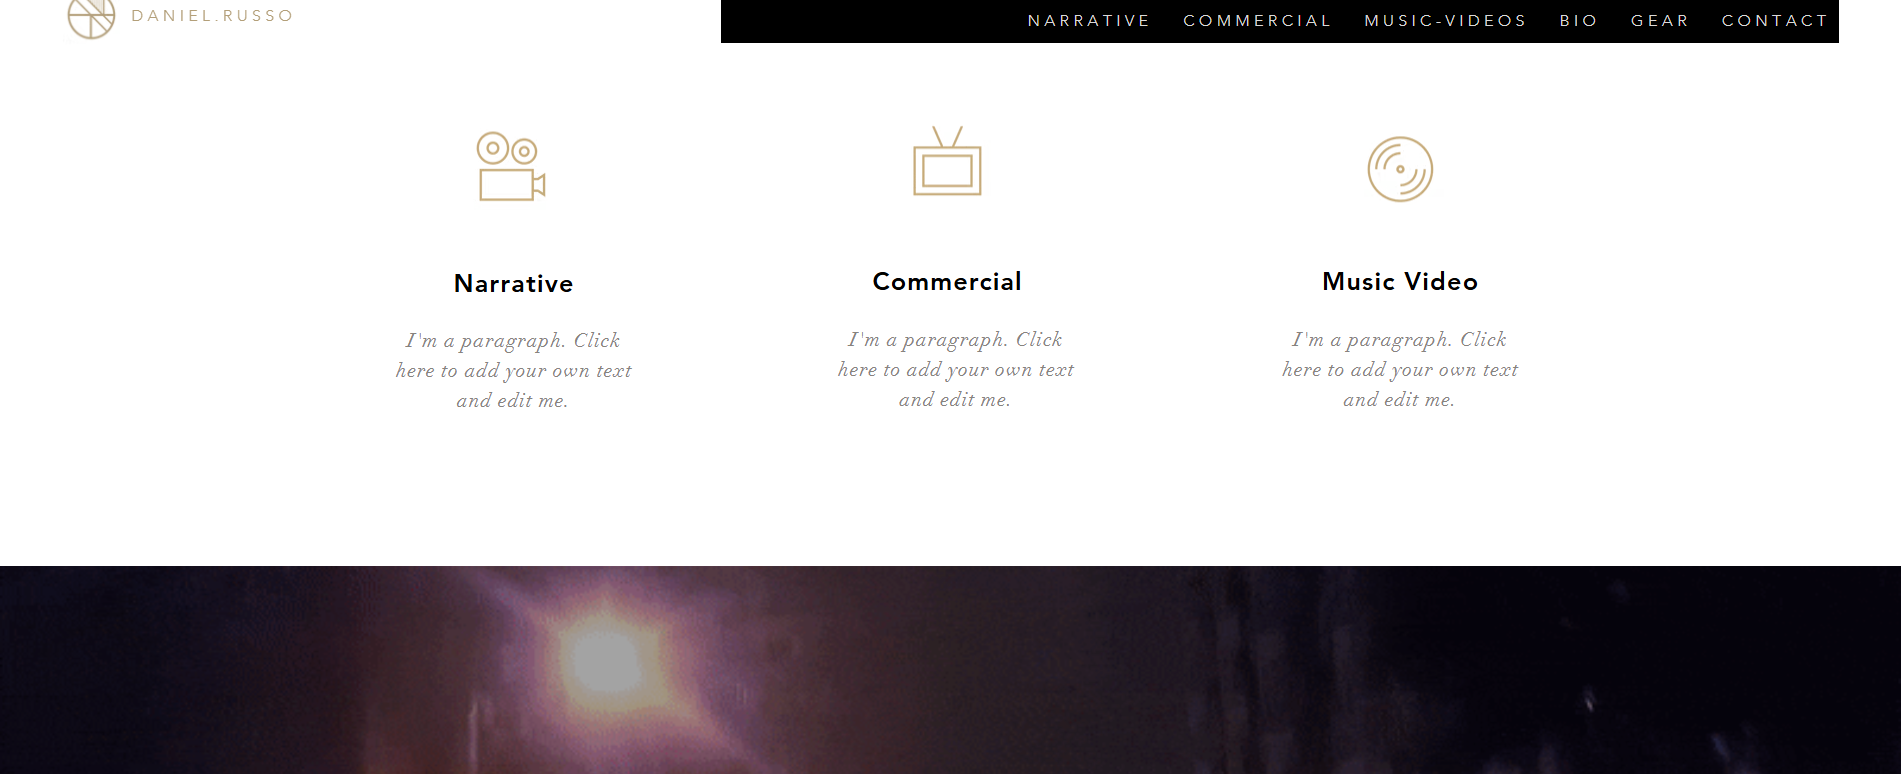 DANIEL.RUSSO
NARRATIVE COMMERCIAL MUSIC-VIDEOS BIO GEAR CONTACT
Narrative
I'm a paragraph. Click
here to add your own text
and edit me.
Commercial
I'm a paragraph. Click
here to add your own text
and edit me.
Music Video
I'm a paragraph. Click
here to add your own text
and edit me.